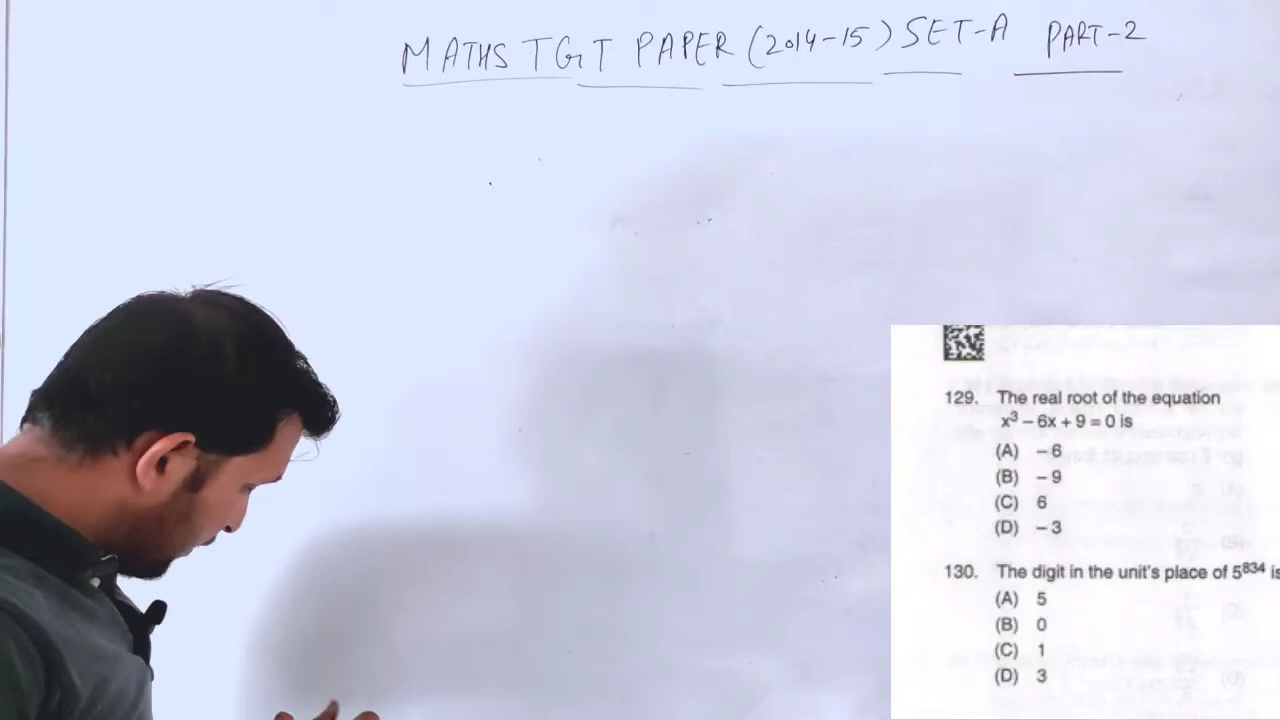 MATHS TGT PAPER (2014-15) SET-A PART-2
129. The real root of the equation
x³ – 6x + 9 = 0 is
(A) – 6
(B) – 9
(C) 6
(D) – 3
130. The digit in the unit's place of 5⁸³⁴ is
(A) 5
(B) 0
(C) 1
(D) 3